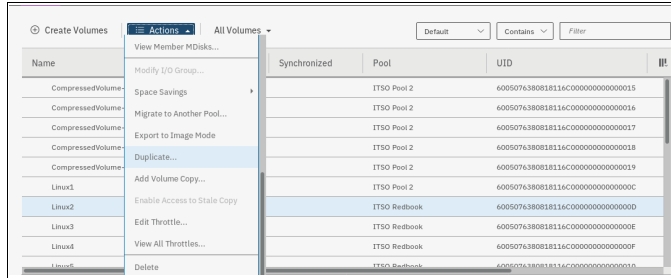 Create Volumes Actions All Volumes Default Contains Filter
View Member MDisks...
Name Synchronized Pool UID
Modify I/O Group...
CompressedVolume- ITSO Pool 2 6005076380818116C000000000000015
Space Savings
CompressedVolume- ITSO Pool 2 6005076380818116C000000000000016
Migrate to Another Pool...
CompressedVolume- ITSO Pool 2 6005076380818116C000000000000017
Export to Image Mode
CompressedVolume- ITSO Pool 2 6005076380818116C000000000000018
Duplicate...
CompressedVolume- ITSO Pool 2 6005076380818116C000000000000019
Add Volume Copy...
Linux1 ITSO Pool 2 6005076380818116C00000000000000C
Enable Access to Stale Copy
Linux2 ITSO Redbook 6005076380818116C00000000000000D
Edit Throttle...
Linux3 ITSO Redbook 6005076380818116C00000000000000E
View All Throttles...
Linux4 ITSO Redbook 6005076380818116C00000000000000F
Delete
Linux5 ITSO Redbook 6005076380818116C000000000000010